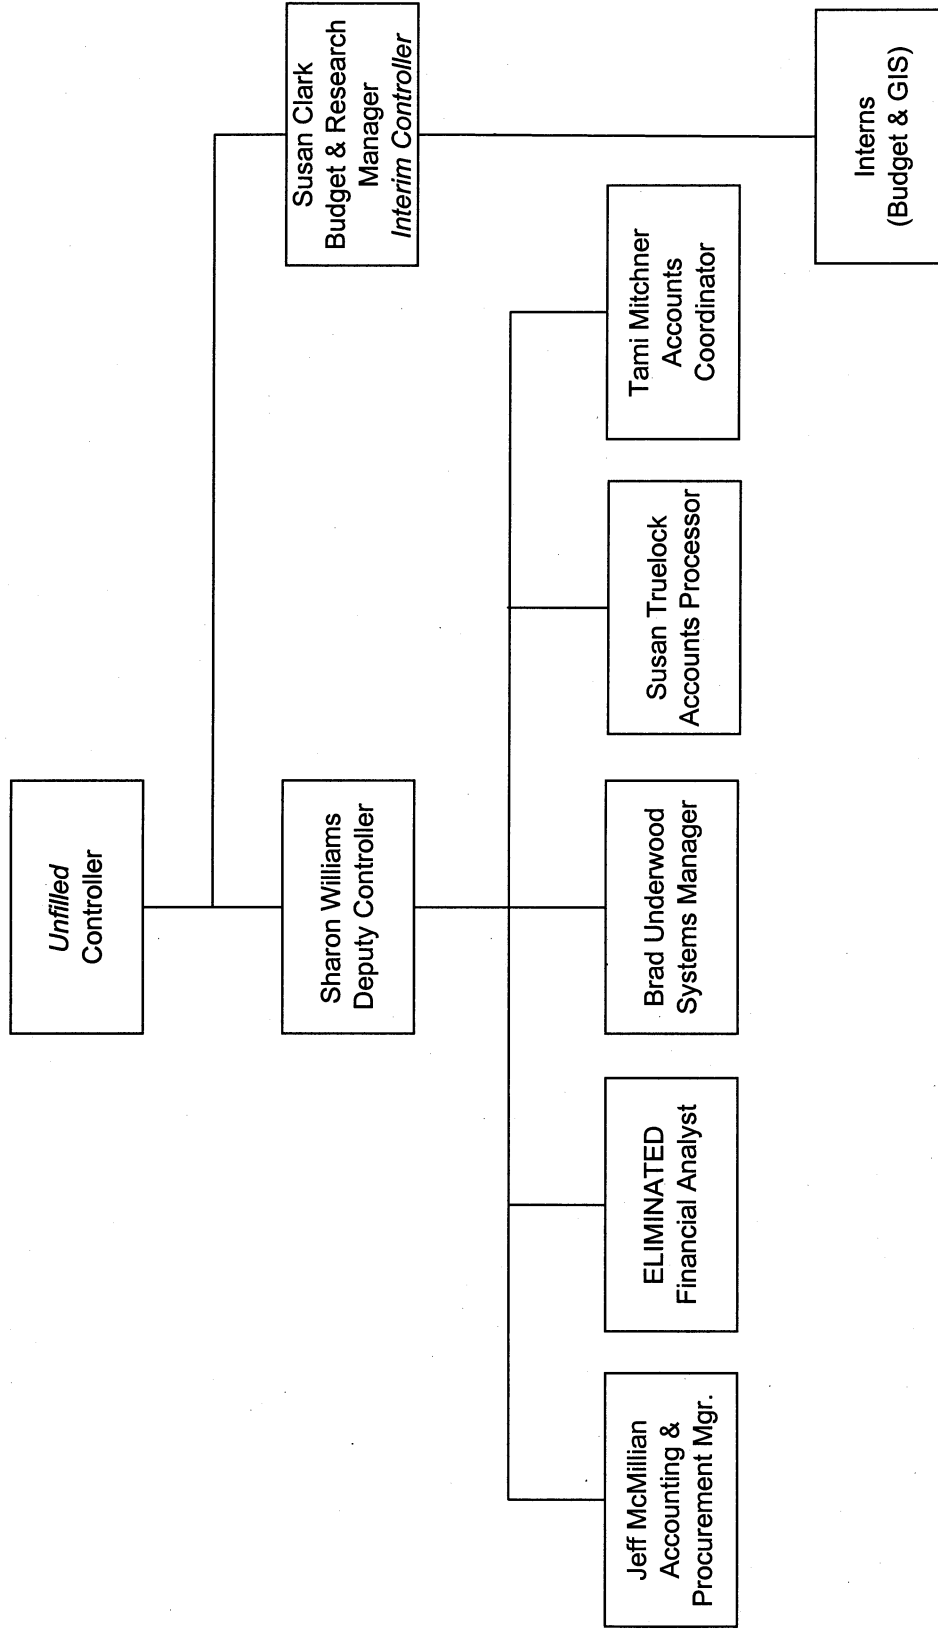 Unfilled
Controller
Sharon Williams
Deputy Controller
Susan Clark
Budget & Research
Manager
Interim Controller
Jeff McMillian
Accounting &
Procurement Mgr.
ELIMINATED
Financial Analyst
Brad Underwood
Systems Manager
Susan Truelock
Accounts Processor
Tami Mitchner
Accounts
Coordinator
Interns
(Budget & GIS)